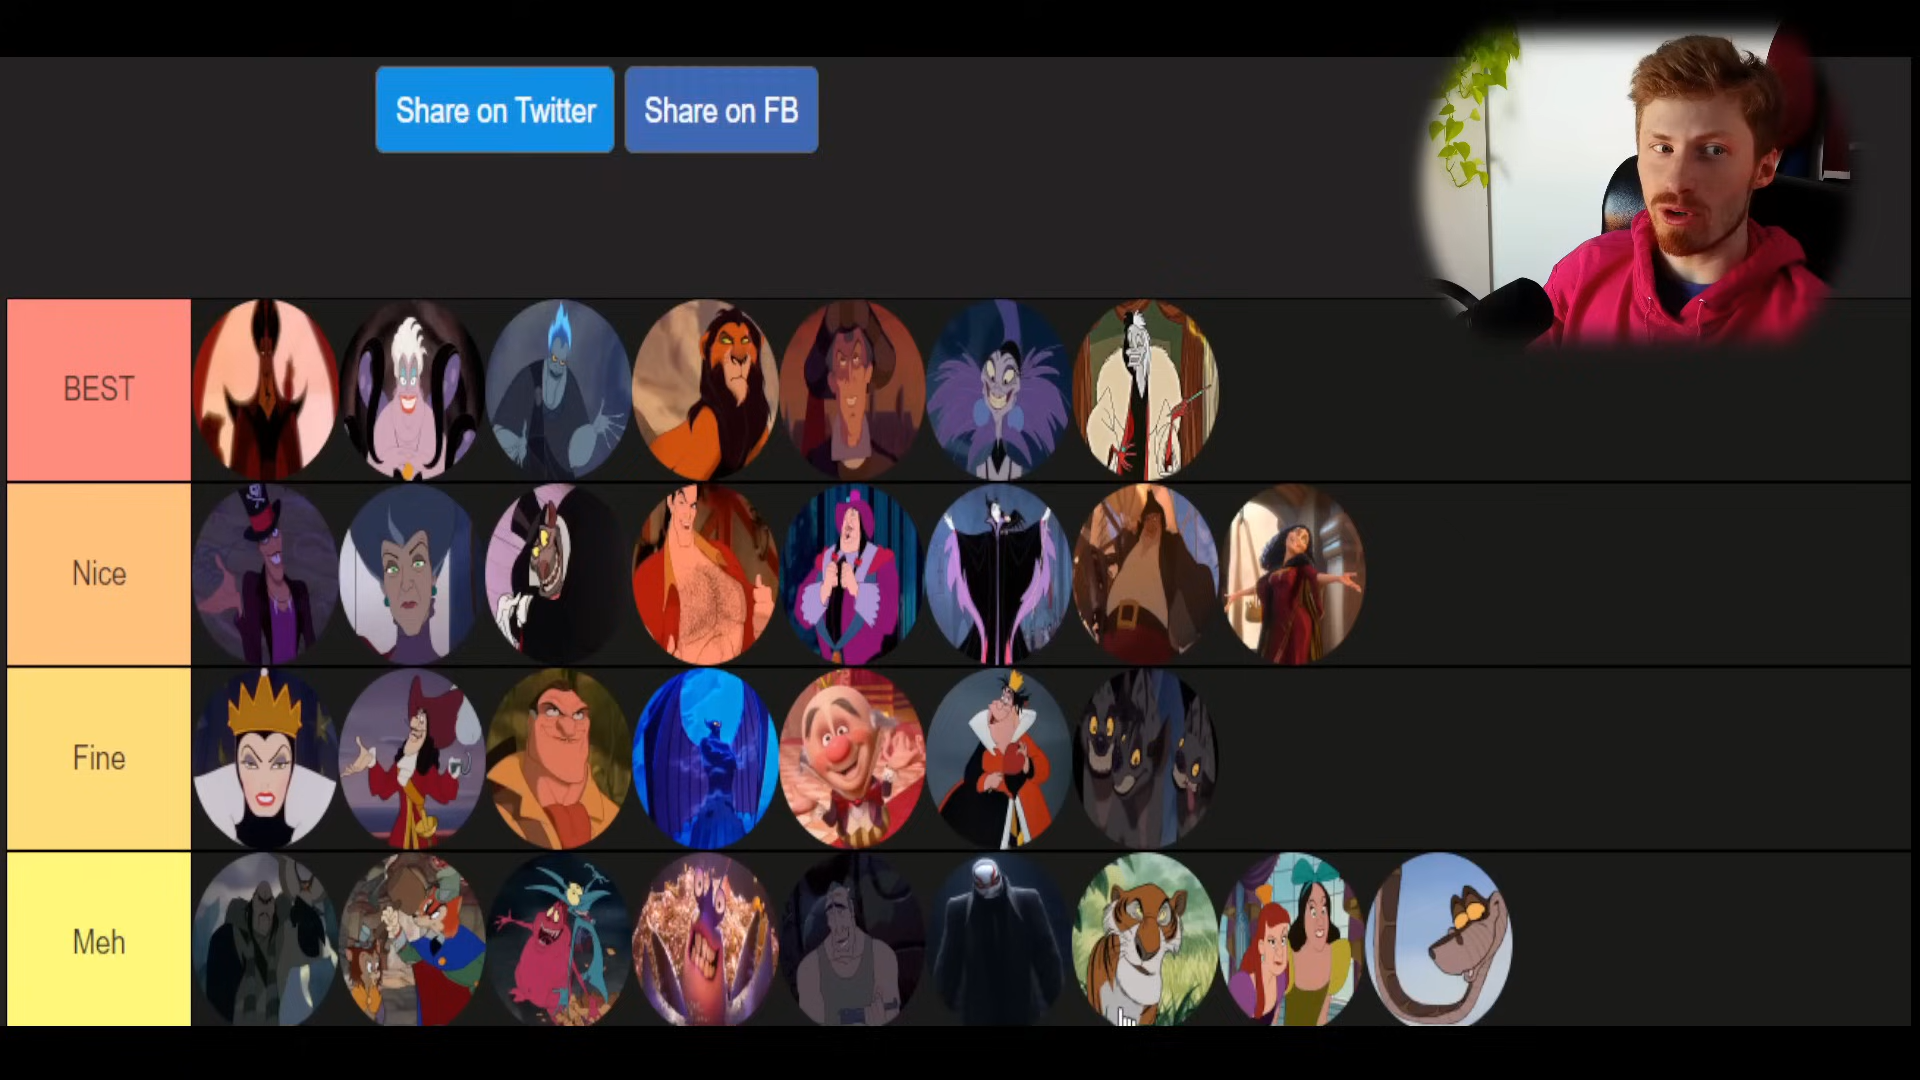 Share on Twitter
Share on FB
BEST
Nice
Fine
Meh